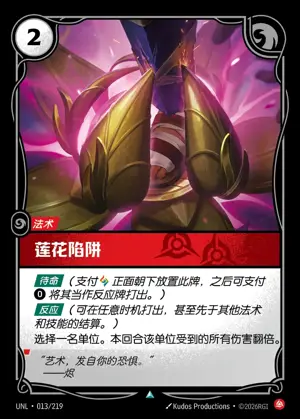 2
法术
莲花陷阱
待命（支付 正面朝下放置此牌，之后可支付
0 将其当作反应牌打出。）
反应（可在任意时机打出，甚至先于其他法术
和技能的结算。）
选择一名单位。本回合该单位受到的所有伤害翻倍。
“艺术，发自你的恐惧。”
——烬
UNL · 013/219
Kudos Productions · ©2026RGI